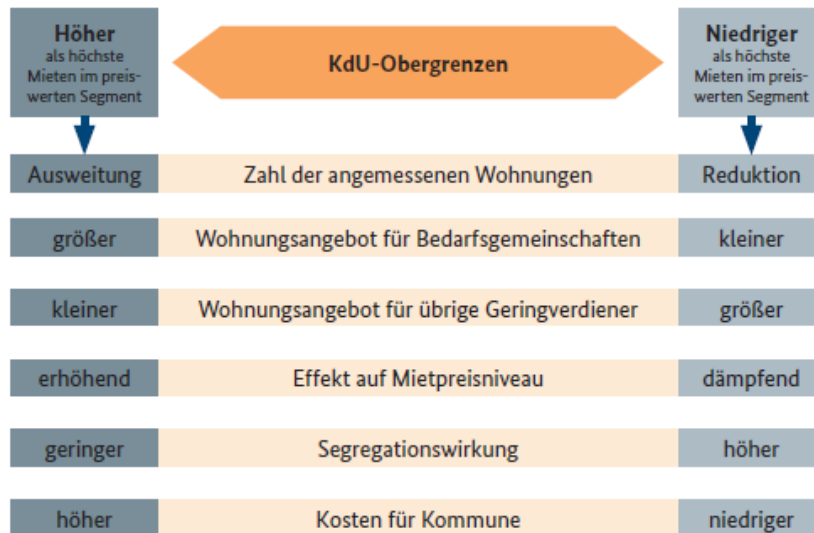 Höher
als höchste
Mieten im preis-
werten Segment
KdU-Obergrenzen
Niedriger
als höchste
Mieten im preis-
werten Segment
Ausweitung Zahl der angemessenen Wohnungen Reduktion
größer Wohnungsangebot für Bedarfsgemeinschaften kleiner
kleiner Wohnungsangebot für übrige Geringverdiener größer
erhöhend Effekt auf Mietpreisniveau dämpfend
geringer Segregationswirkung höher
höher Kosten für Kommune niedriger